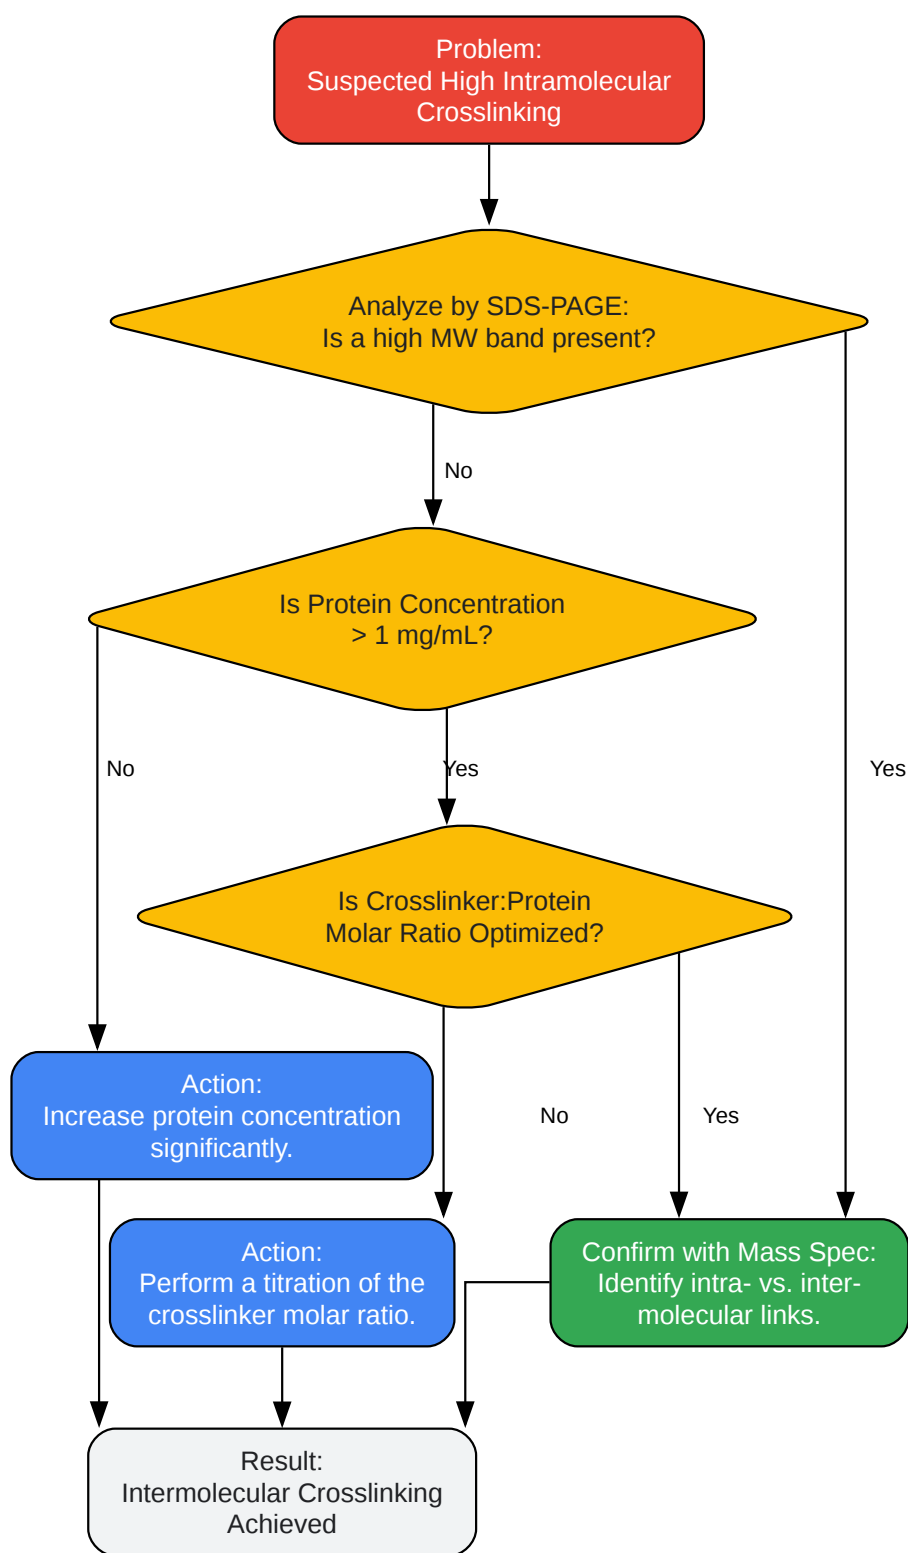 Problem:
Suspected High Intramolecular
Crosslinking
Analyze by SDS-PAGE:
Is a high MW band present?
No
Is Protein Concentration
> 1 mg/mL?
No
Yes
Yes
Is Crosslinker:Protein
Molar Ratio Optimized?
Action:
Increase protein concentration
significantly.
No
Yes
Action:
Perform a titration of the
crosslinker molar ratio.
Confirm with Mass Spec:
Identify intra- vs. inter-
molecular links.
Result:
Intermolecular Crosslinking
Achieved